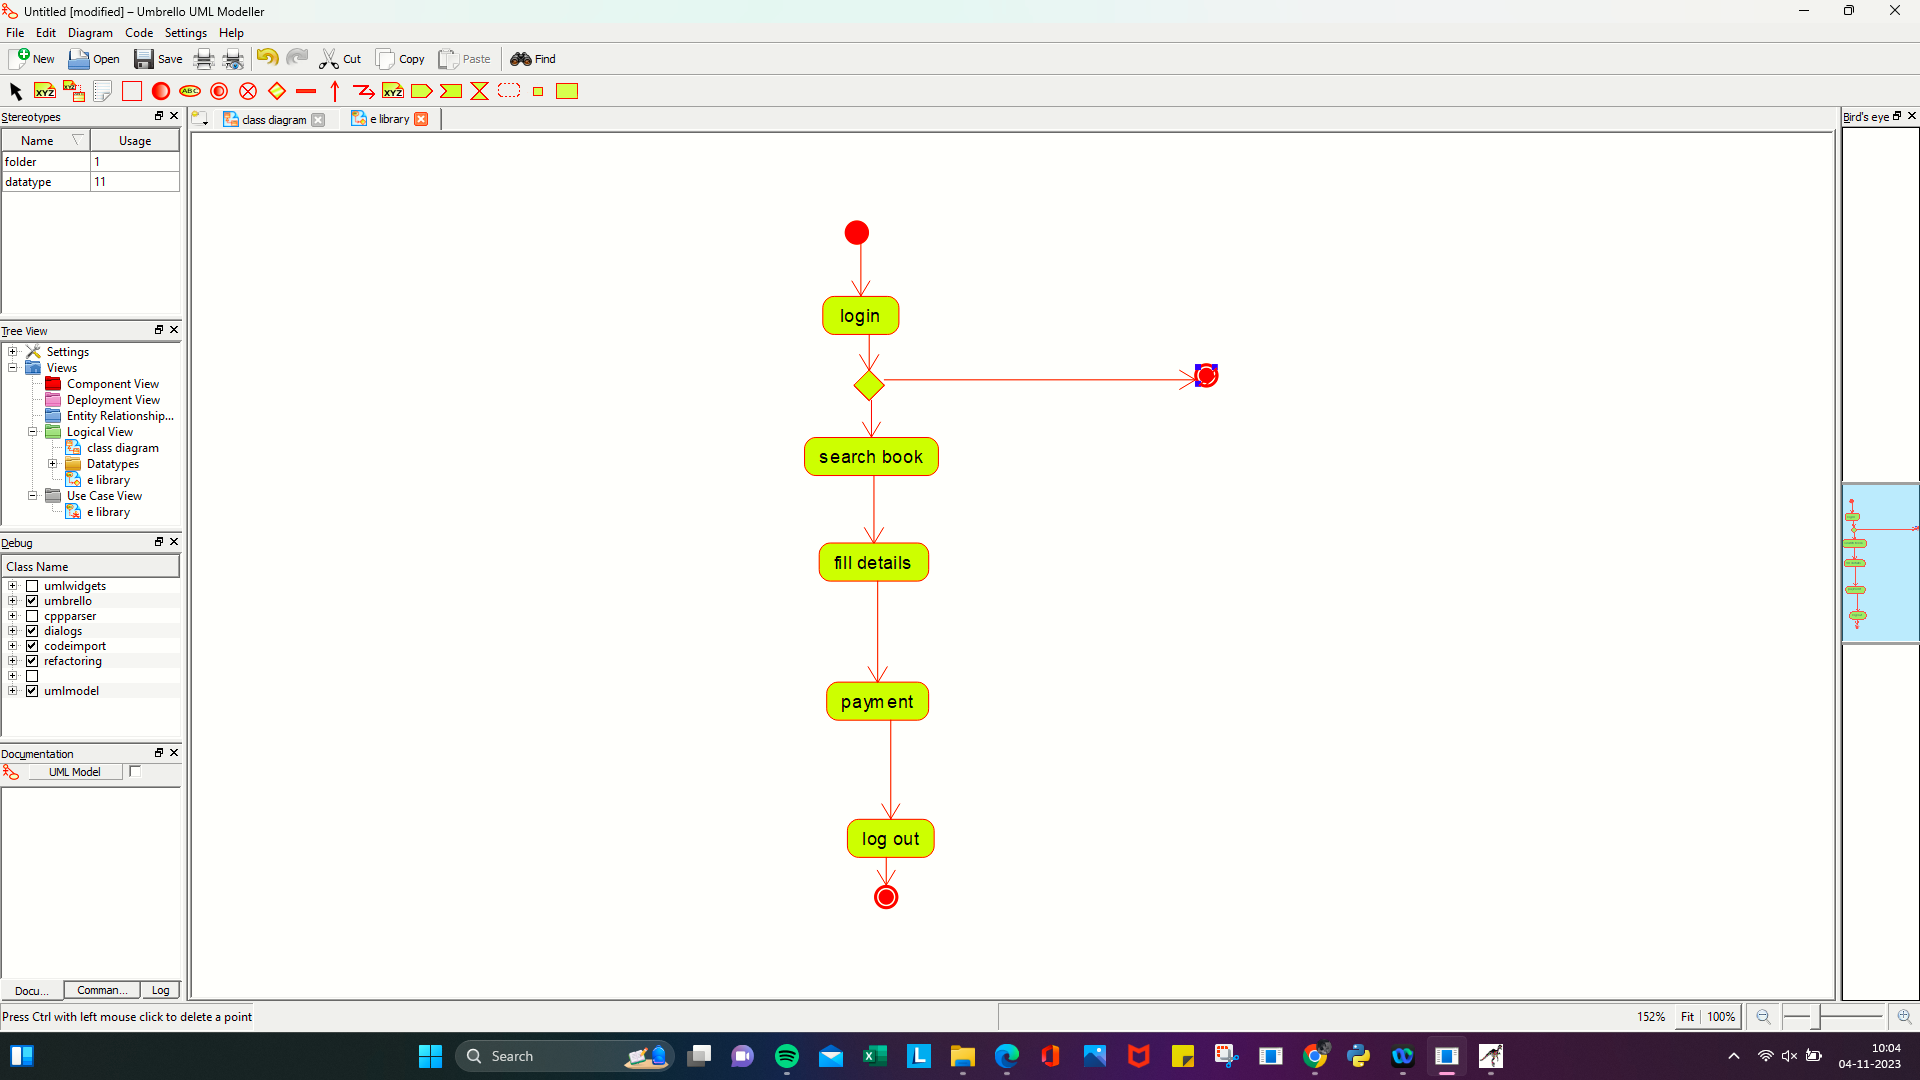 Untitled [modified] – Umbrello UML Modeller
File Edit Diagram Code Settings Help
New Open Save Cut Copy Paste Find
XYZ XYZ ABC XYZ
Stereotypes
class diagram e library
Bird's eye
Name Usage
folder 1
datatype 11
login
search book
fill details
payment
log out
Tree View
Settings
Views
Component View
Deployment View
Entity Relationship...
Logical View
class diagram
Datatypes
e library
Use Case View
e library
Debug
Class Name
umlwidgets
umbrello
cppparser
dialogs
codeimport
refactoring
umlmodel
Documentation
UML Model
Docu... Comman... Log
Press Ctrl with left mouse click to delete a point
152% Fit 100%
Search
10:04
04-11-2023